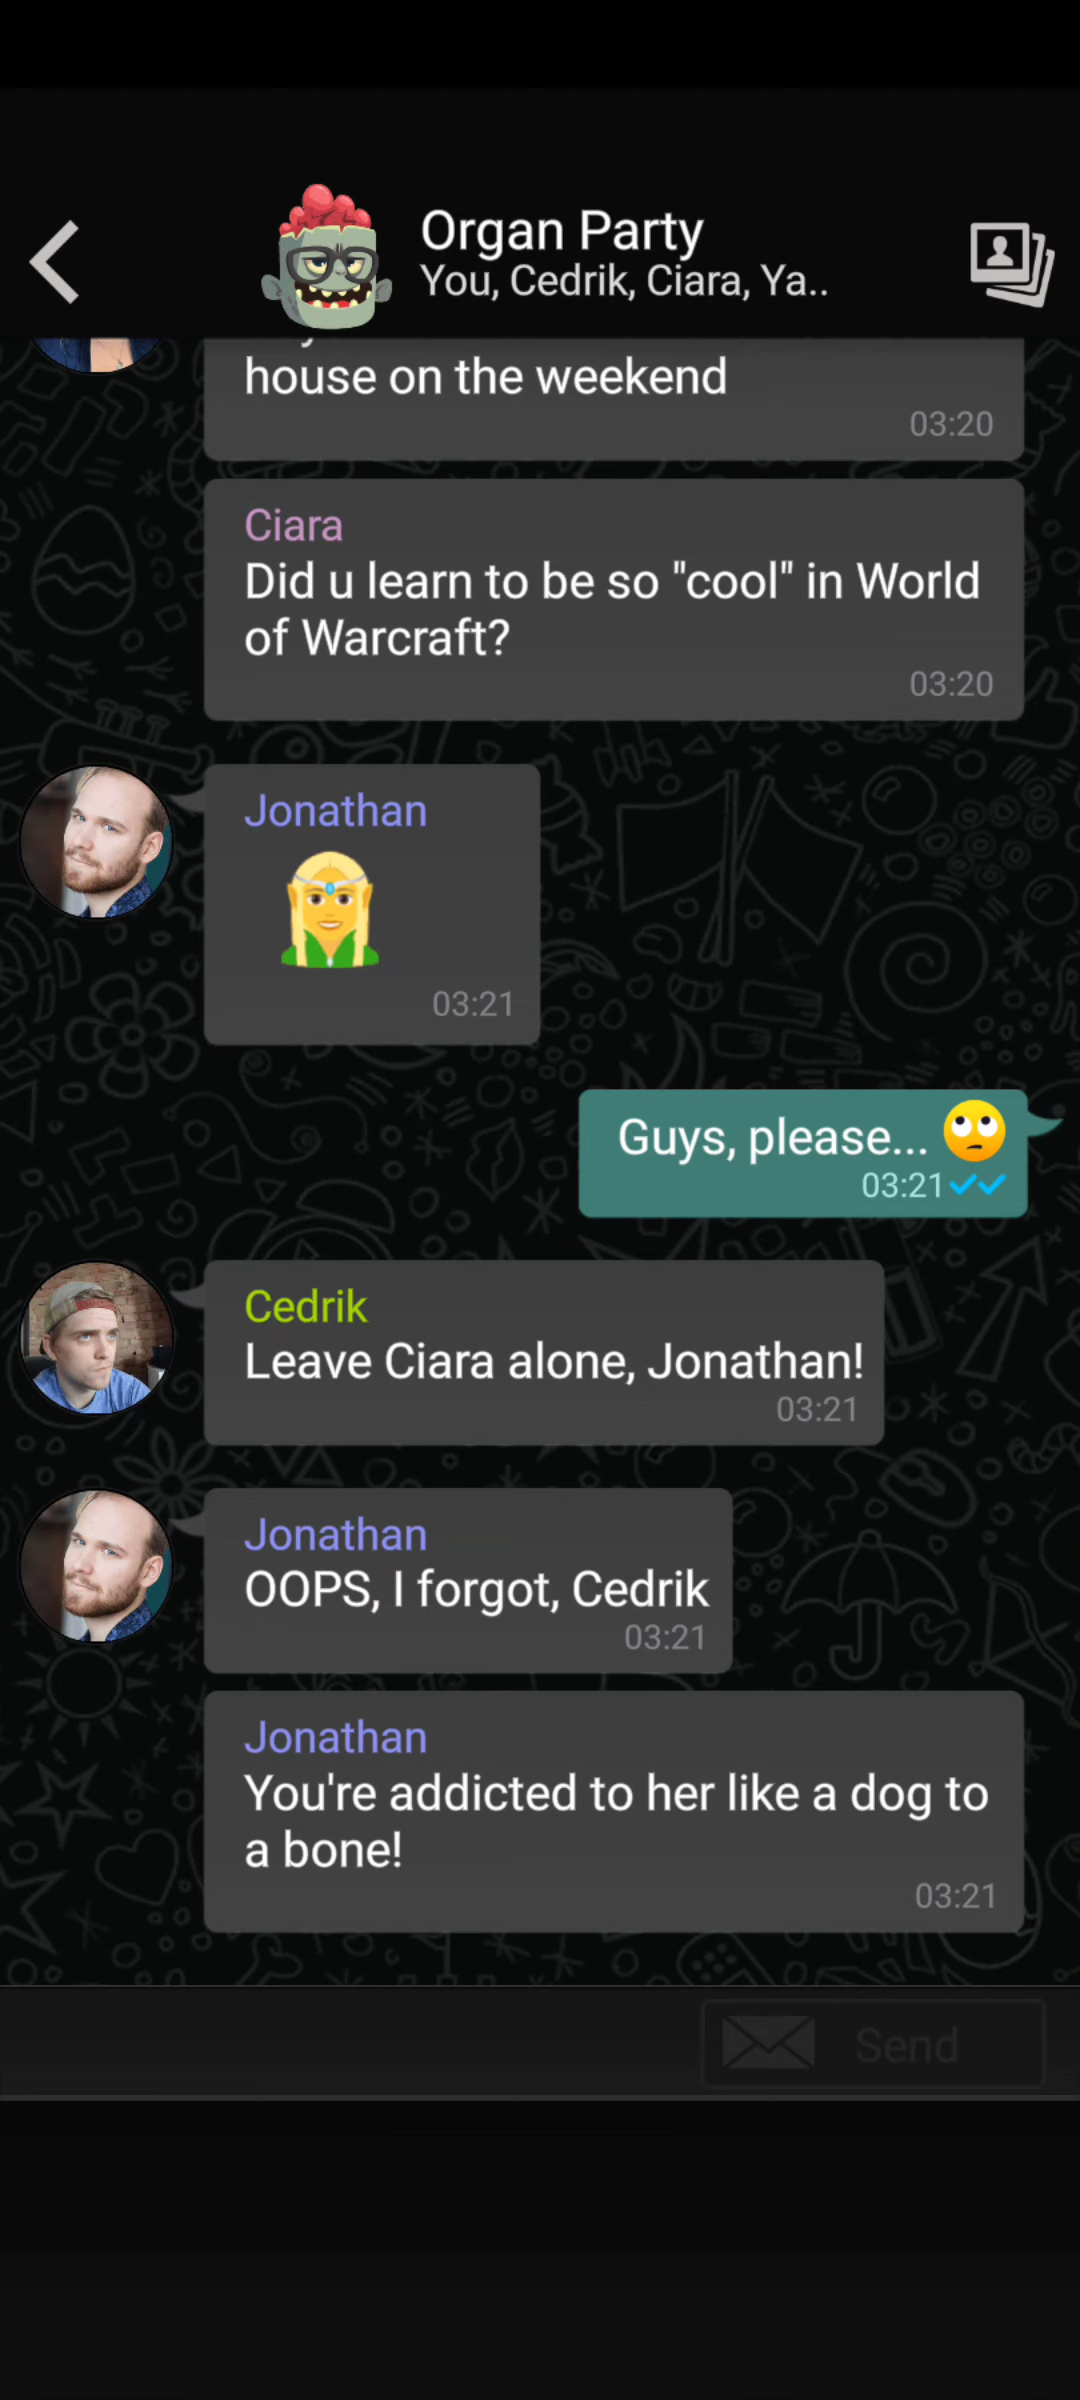 Organ Party
You, Cedrik, Ciara, Ya..
house on the weekend
03:20
Ciara
Did u learn to be so "cool" in World
of Warcraft?
03:20
Jonathan
03:21
Guys, please... 🙄
03:21
Cedrik
Leave Ciara alone, Jonathan!
03:21
Jonathan
OOPS, I forgot, Cedrik
03:21
Jonathan
You're addicted to her like a dog to
a bone!
03:21
Send